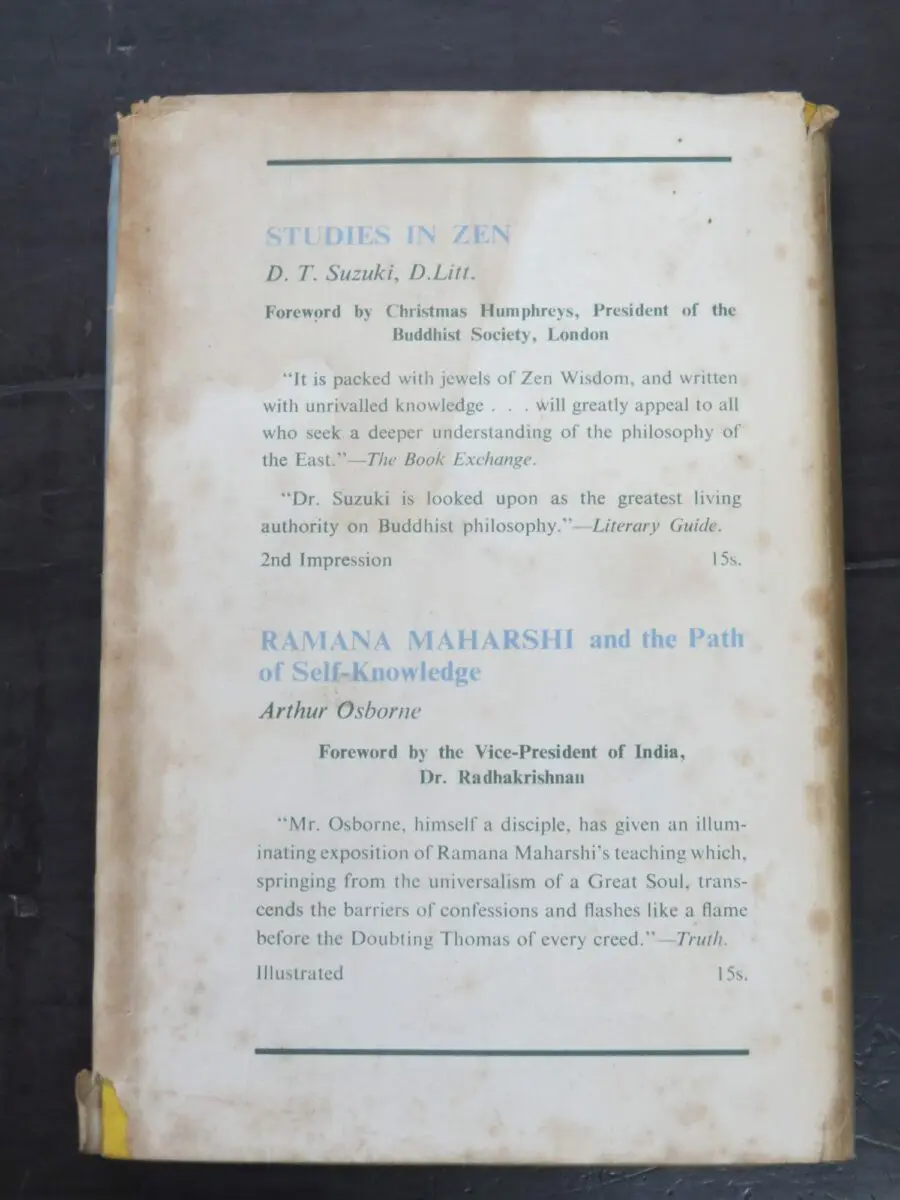 STUDIES IN ZEN
D. T. Suzuki, D.Litt.
Foreword by Christmas Humphreys, President of the
Buddhist Society, London
“It is packed with jewels of Zen Wisdom, and written
with unrivalled knowledge . . . will greatly appeal to all
who seek a deeper understanding of the philosophy of
the East.”—The Book Exchange.
“Dr. Suzuki is looked upon as the greatest living
authority on Buddhist philosophy.”—Literary Guide.
2nd Impression 15s.
RAMANA MAHARSHI and the Path
of Self-Knowledge
Arthur Osborne
Foreword by the Vice-President of India,
Dr. Radhakrishnan
“Mr. Osborne, himself a disciple, has given an illum-
inating exposition of Ramana Maharshi’s teaching which,
springing from the universalism of a Great Soul, trans-
cends the barriers of confessions and flashes like a flame
before the Doubting Thomas of every creed.”—Truth.
Illustrated 15s.